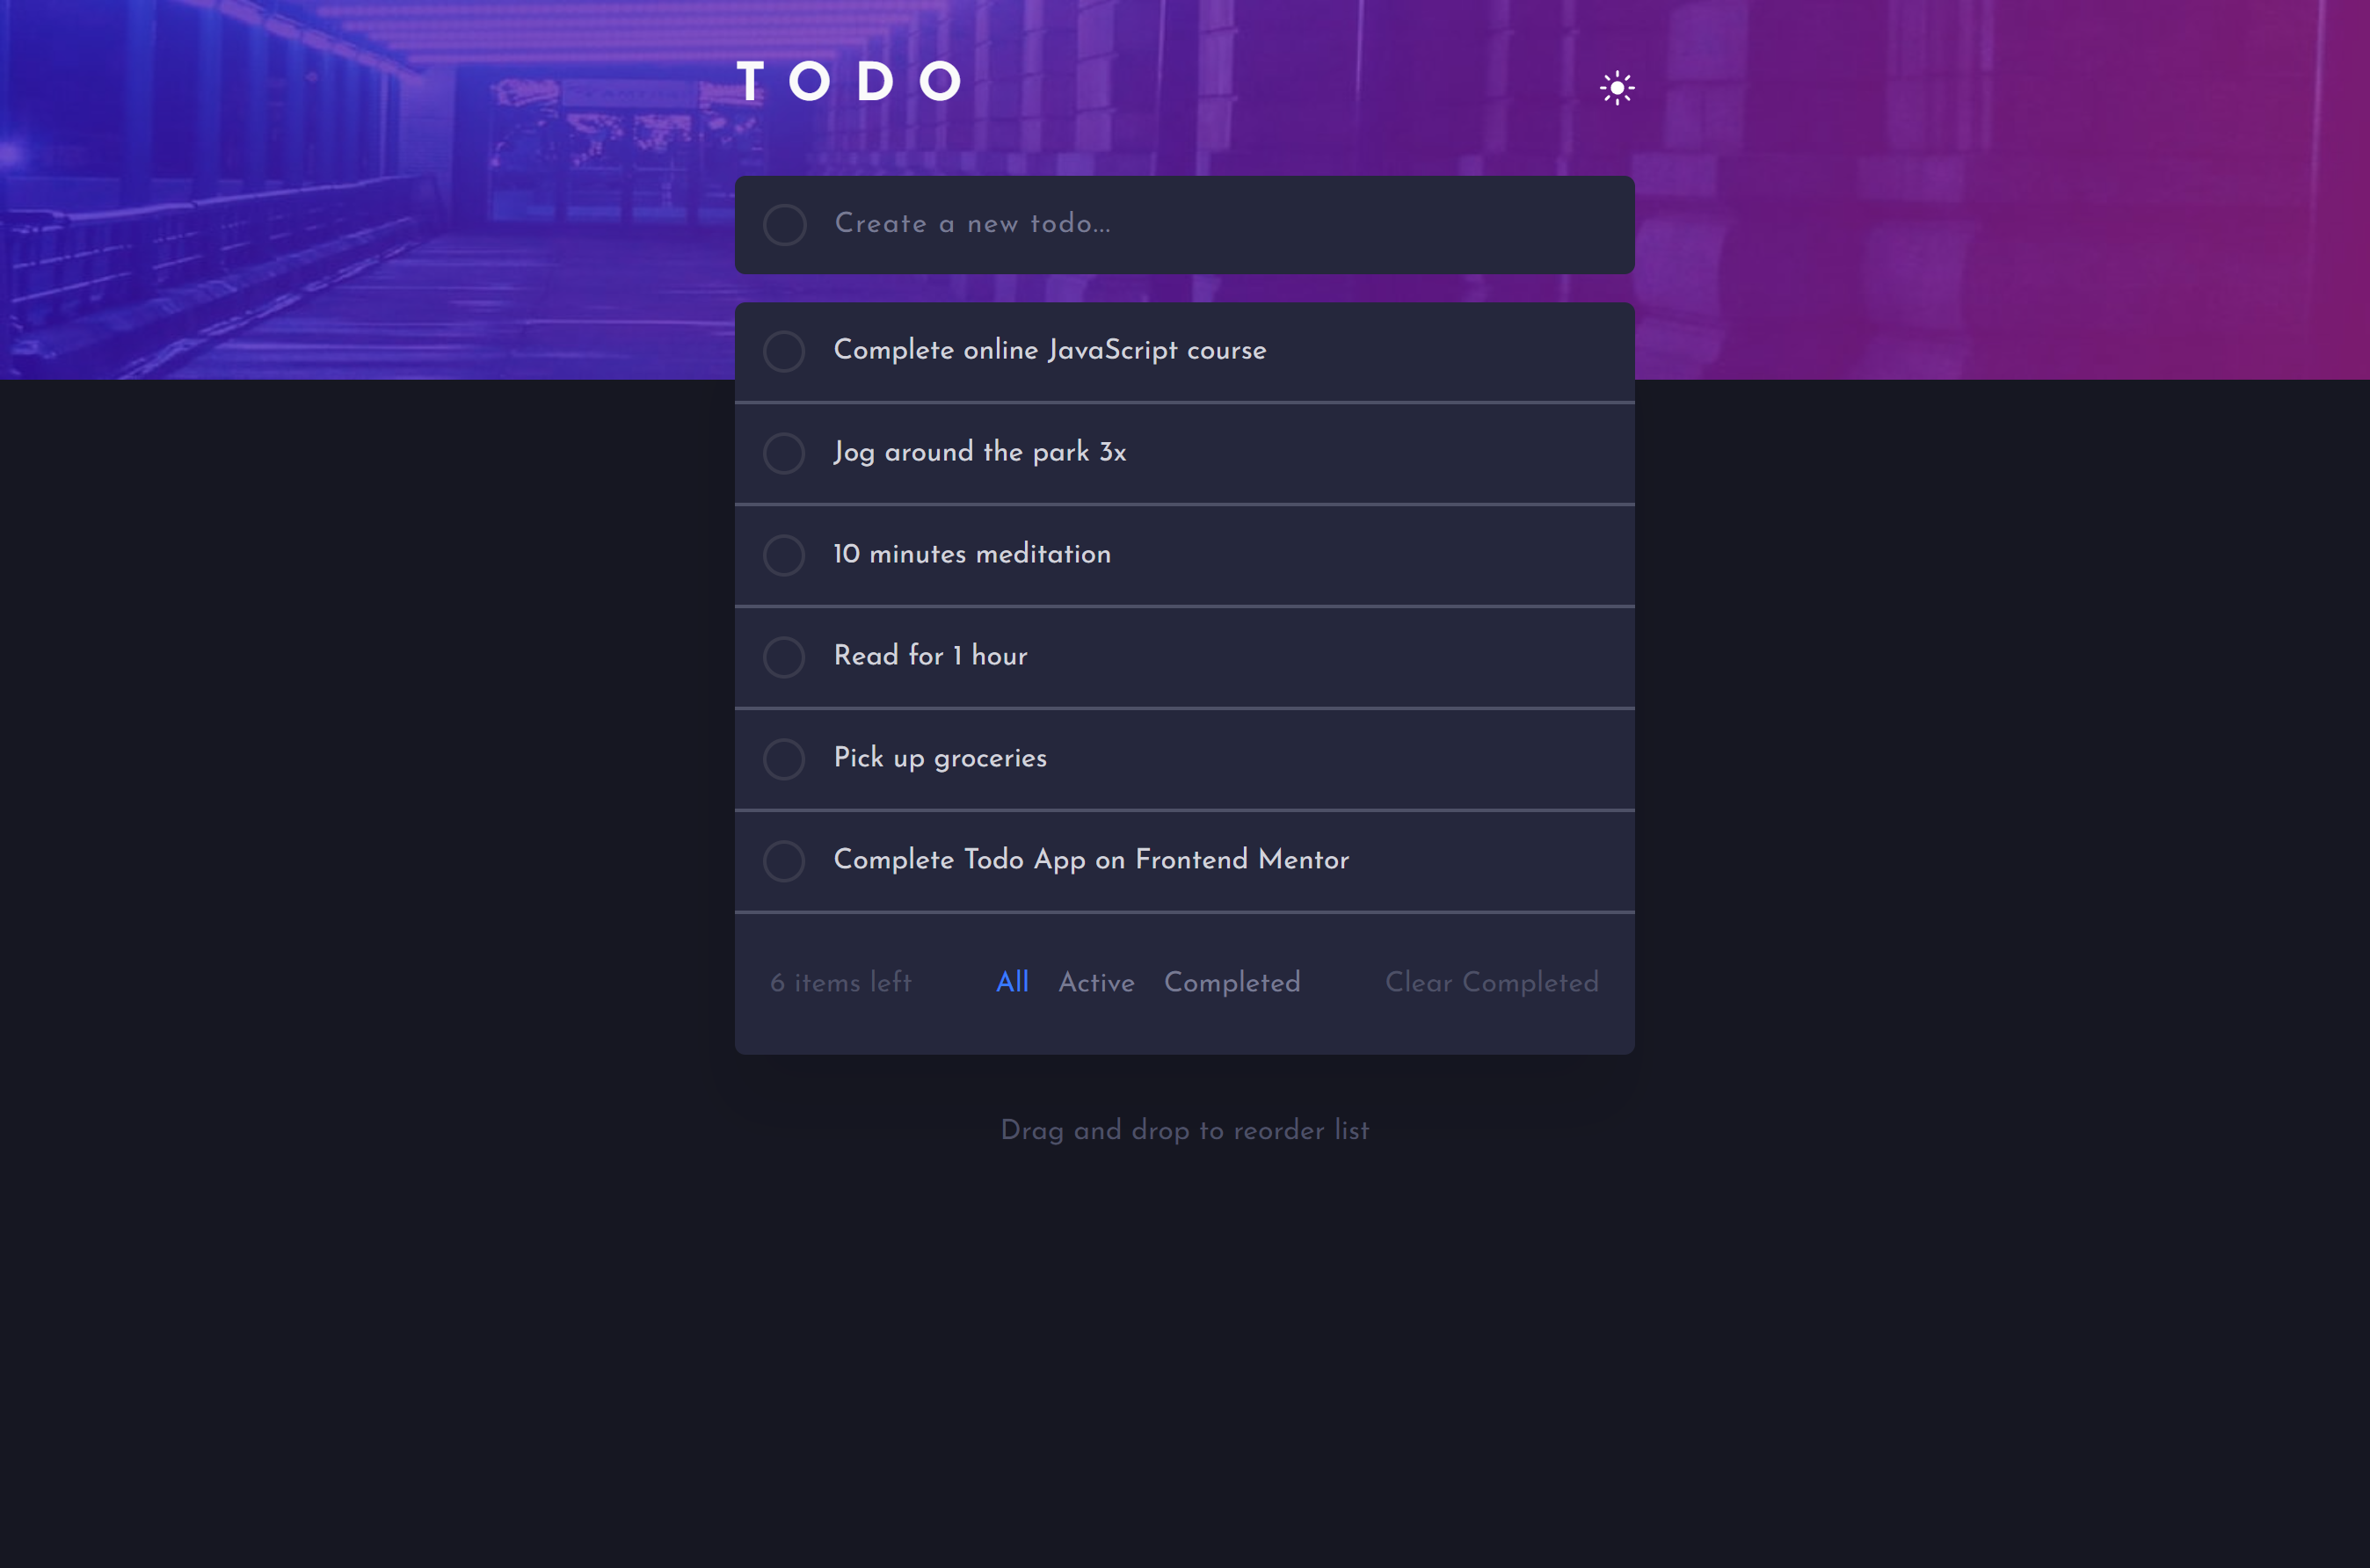 TODO
Create a new todo...
Complete online JavaScript course
Jog around the park 3x
10 minutes meditation
Read for 1 hour
Pick up groceries
Complete Todo App on Frontend Mentor
6 items left All Active Completed Clear Completed
Drag and drop to reorder list